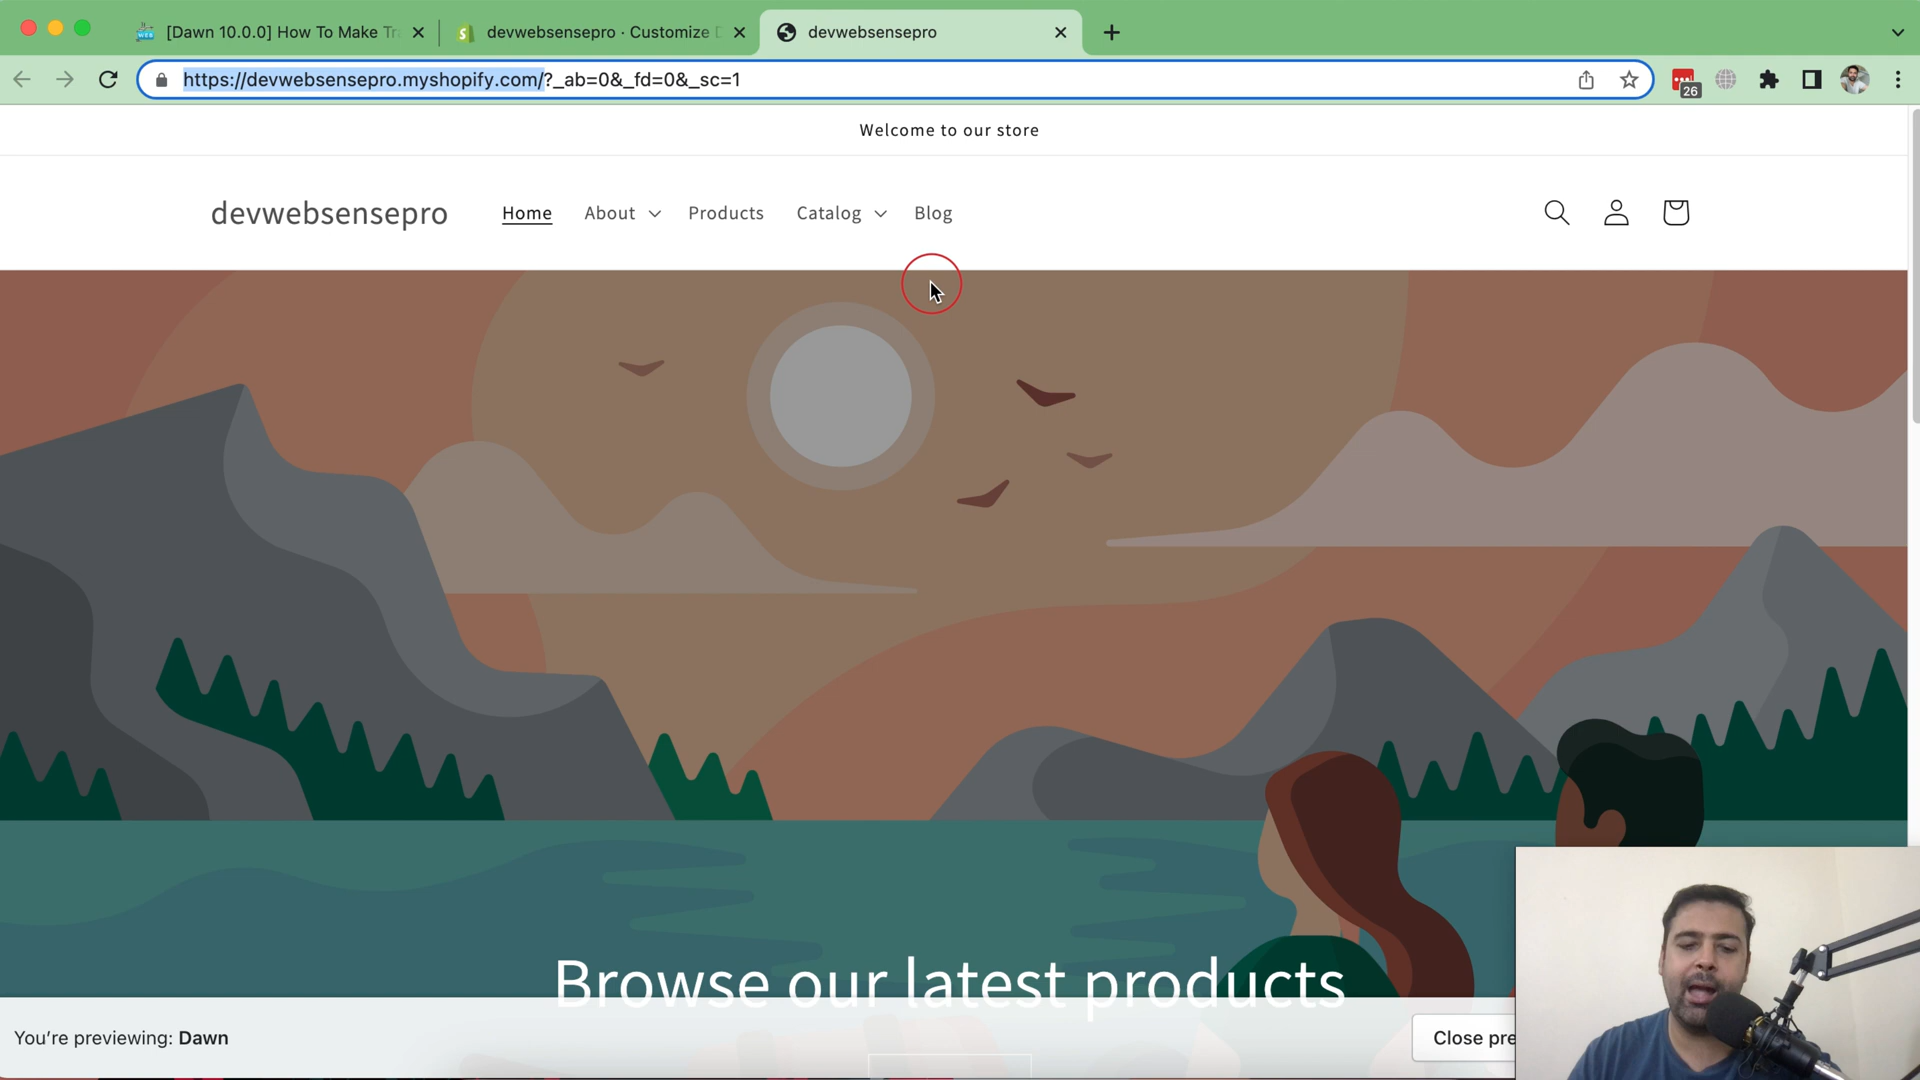 [Dawn 10.0.0] How To Make Tr
devwebsensepro · Customize D
devwebsensepro
https://devwebsensepro.myshopify.com/?_ab=0&_fd=0&_sc=1
26
Welcome to our store
devwebsensepro
Home
About
Products
Catalog
Blog
Browse our latest products
You're previewing: Dawn
Close pre